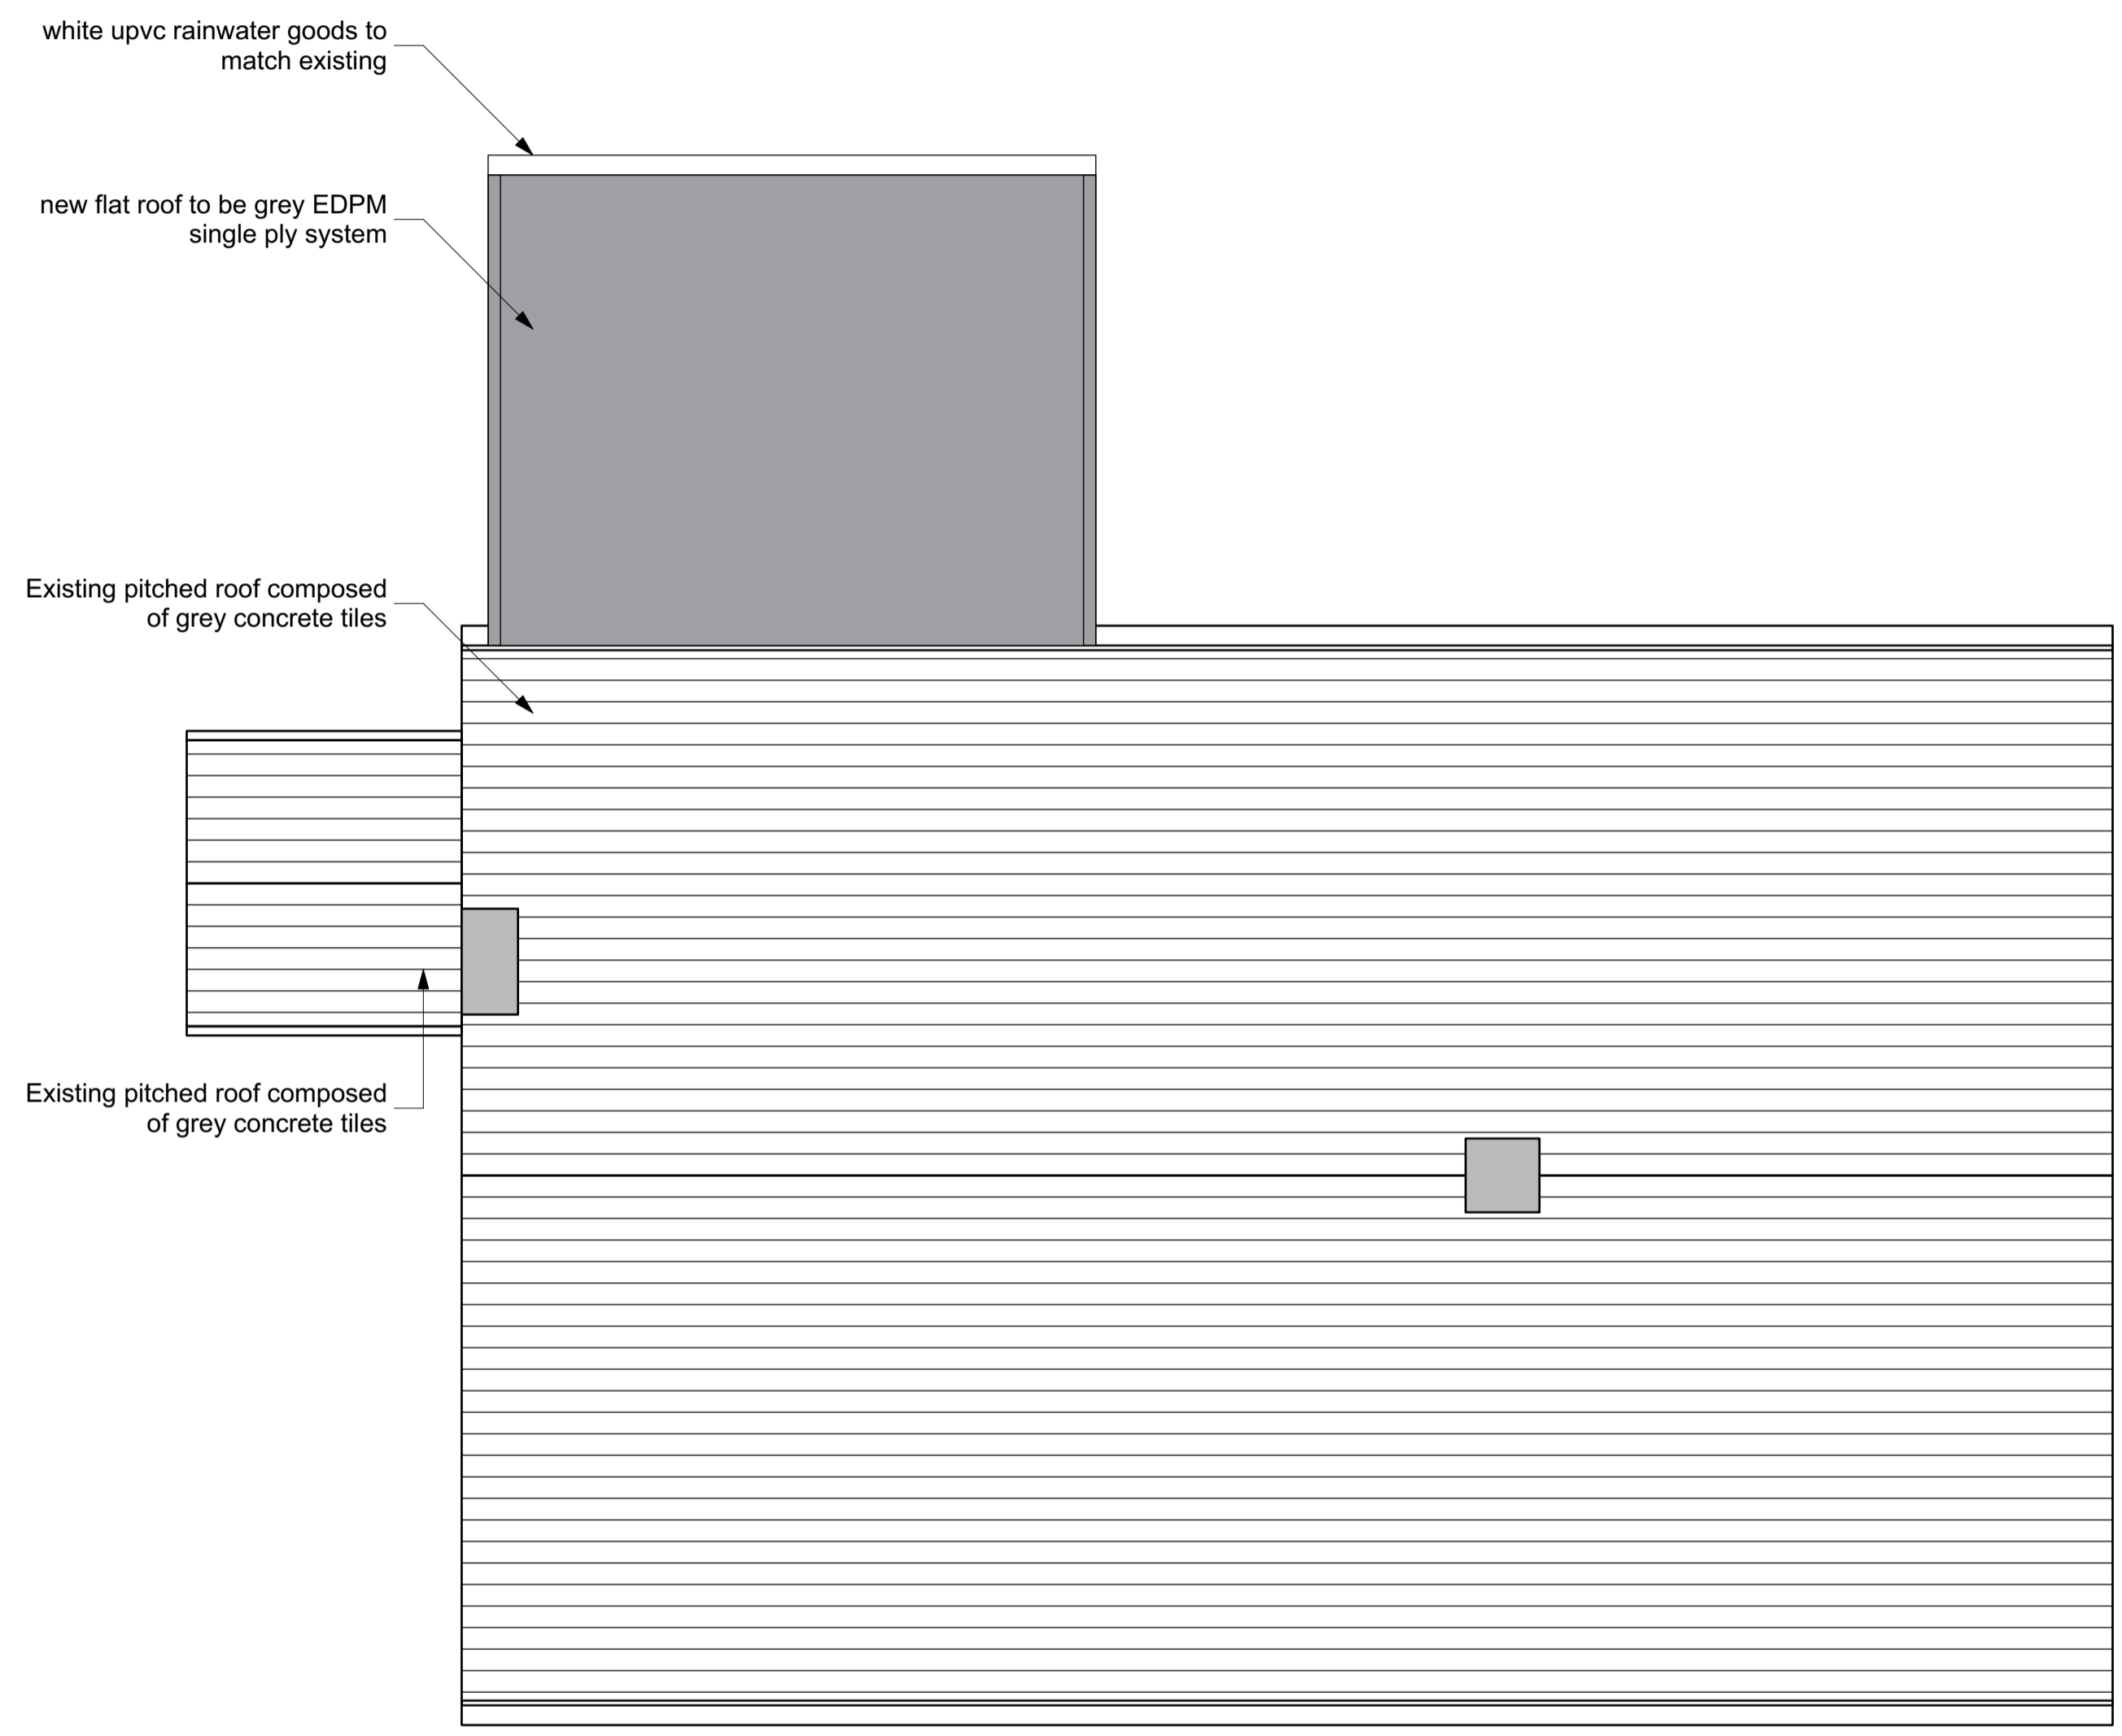 white upvc rainwater goods to
match existing
new flat roof to be grey EDPM
single ply system
Existing pitched roof composed
of grey concrete tiles
Existing pitched roof composed
of grey concrete tiles